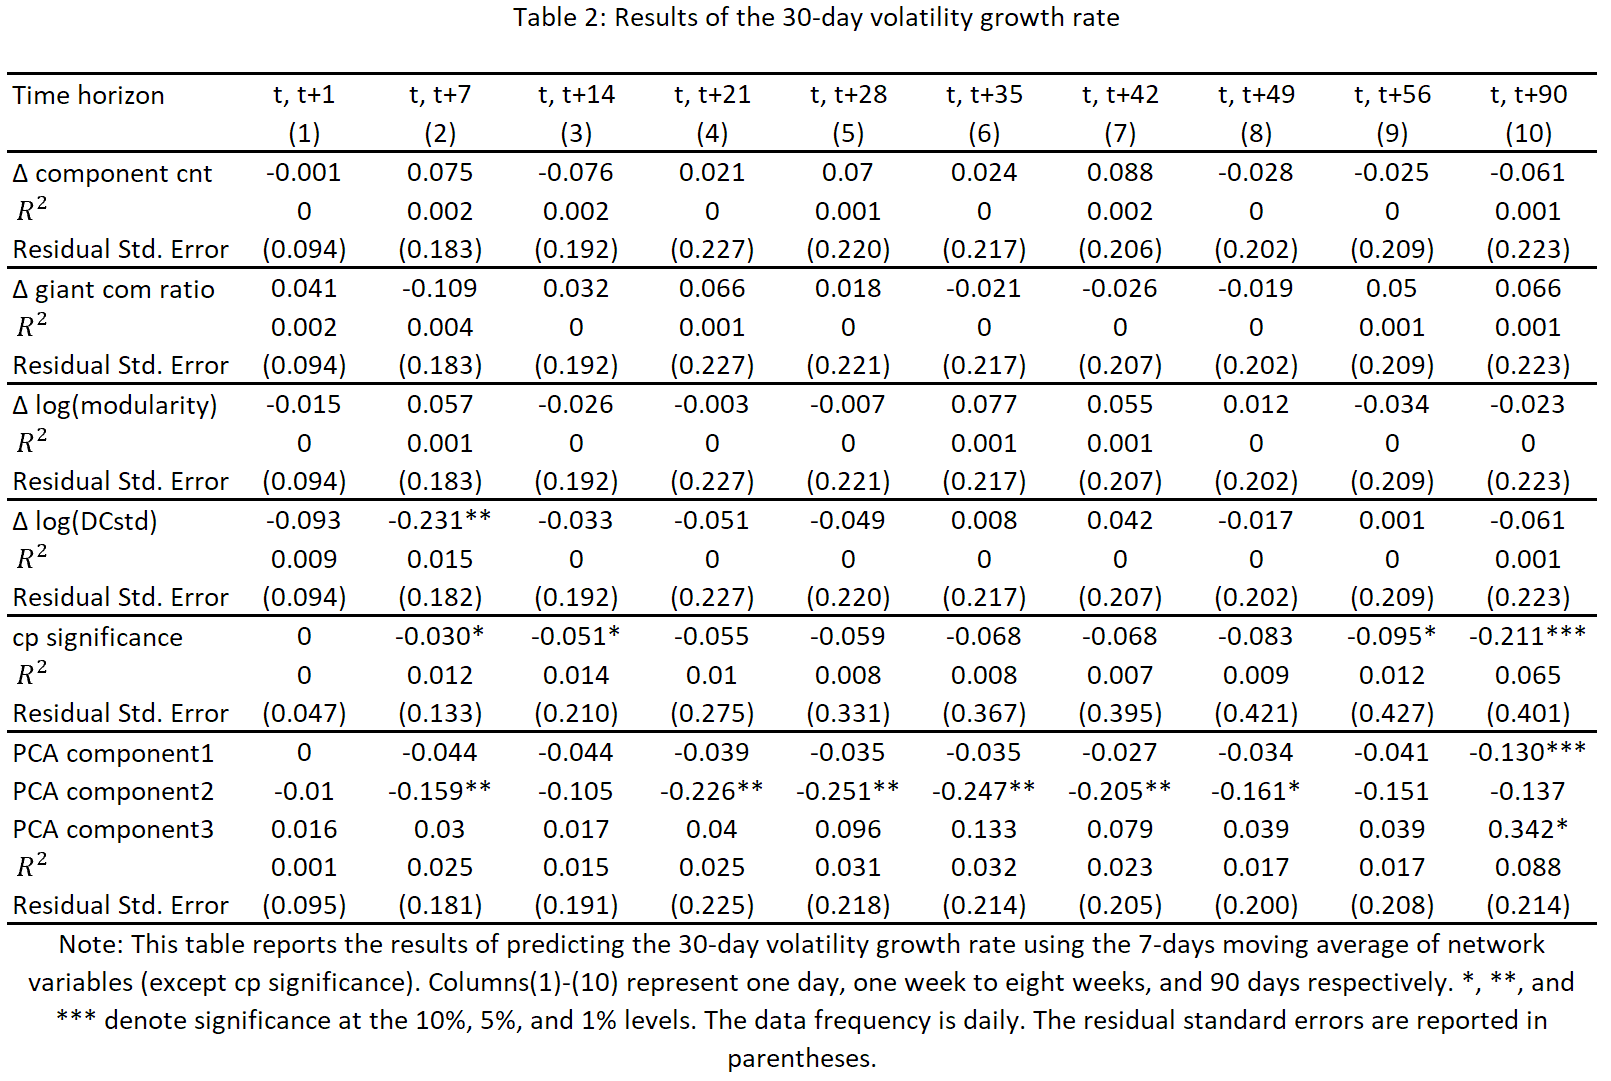 Table 2: Results of the 30-day volatility growth rate
Time horizon t, t+1 t, t+7 t, t+14 t, t+21 t, t+28 t, t+35 t, t+42 t, t+49 t, t+56 t, t+90
(1) (2) (3) (4) (5) (6) (7) (8) (9) (10)
Δ component cnt -0.001 0.075 -0.076 0.021 0.07 0.024 0.088 -0.028 -0.025 -0.061
R² 0 0.002 0.002 0 0.001 0 0.002 0 0 0.001
Residual Std. Error (0.094) (0.183) (0.192) (0.227) (0.220) (0.217) (0.206) (0.202) (0.209) (0.223)
Δ giant com ratio 0.041 -0.109 0.032 0.066 0.018 -0.021 -0.026 -0.019 0.05 0.066
R² 0.002 0.004 0 0.001 0 0 0 0 0.001 0.001
Residual Std. Error (0.094) (0.183) (0.192) (0.227) (0.221) (0.217) (0.207) (0.202) (0.209) (0.223)
Δ log(modularity) -0.015 0.057 -0.026 -0.003 -0.007 0.077 0.055 0.012 -0.034 -0.023
R² 0 0.001 0 0 0 0.001 0.001 0 0 0
Residual Std. Error (0.094) (0.183) (0.192) (0.227) (0.221) (0.217) (0.207) (0.202) (0.209) (0.223)
Δ log(DCstd) -0.093 -0.231** -0.033 -0.051 -0.049 0.008 0.042 -0.017 0.001 -0.061
R² 0.009 0.015 0 0 0 0 0 0 0 0.001
Residual Std. Error (0.094) (0.182) (0.192) (0.227) (0.220) (0.217) (0.207) (0.202) (0.209) (0.223)
cp significance 0 -0.030* -0.051* -0.055 -0.059 -0.068 -0.068 -0.083 -0.095* -0.211***
R² 0 0.012 0.014 0.01 0.008 0.008 0.007 0.009 0.012 0.065
Residual Std. Error (0.047) (0.133) (0.210) (0.275) (0.331) (0.367) (0.395) (0.421) (0.427) (0.401)
PCA component1 0 -0.044 -0.044 -0.039 -0.035 -0.035 -0.027 -0.034 -0.041 -0.130***
PCA component2 -0.01 -0.159** -0.105 -0.226** -0.251** -0.247** -0.205** -0.161* -0.151 -0.137
PCA component3 0.016 0.03 0.017 0.04 0.096 0.133 0.079 0.039 0.039 0.342*
R² 0.001 0.025 0.015 0.025 0.031 0.032 0.023 0.017 0.017 0.088
Residual Std. Error (0.095) (0.181) (0.191) (0.225) (0.218) (0.214) (0.205) (0.200) (0.208) (0.214)
Note: This table reports the results of predicting the 30-day volatility growth rate using the 7-days moving average of network
variables (except cp significance). Columns(1)-(10) represent one day, one week to eight weeks, and 90 days respectively. *, **, and
*** denote significance at the 10%, 5%, and 1% levels. The data frequency is daily. The residual standard errors are reported in
parentheses.